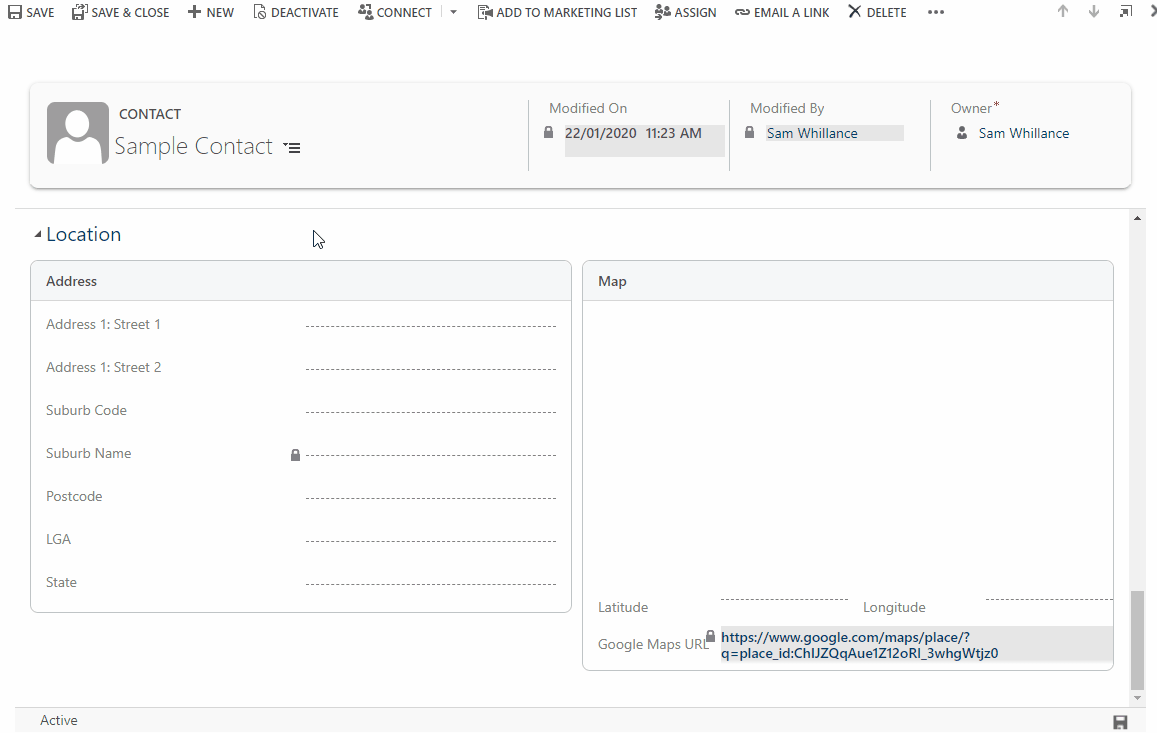 SAVE SAVE & CLOSE NEW DEACTIVATE CONNECT ADD TO MARKETING LIST ASSIGN EMAIL A LINK DELETE
CONTACT
Sample Contact
Modified On
22/01/2020 11:23 AM
Modified By
Sam Whillance
Owner*
Sam Whillance
Location
Address
Address 1: Street 1
Address 1: Street 2
Suburb Code
Suburb Name
Postcode
LGA
State
Map
Latitude
Longitude
Google Maps URL
https://www.google.com/maps/place/?
q=place_id:ChIJZQqAue1Z12oRl_3whgWtjz0
Active